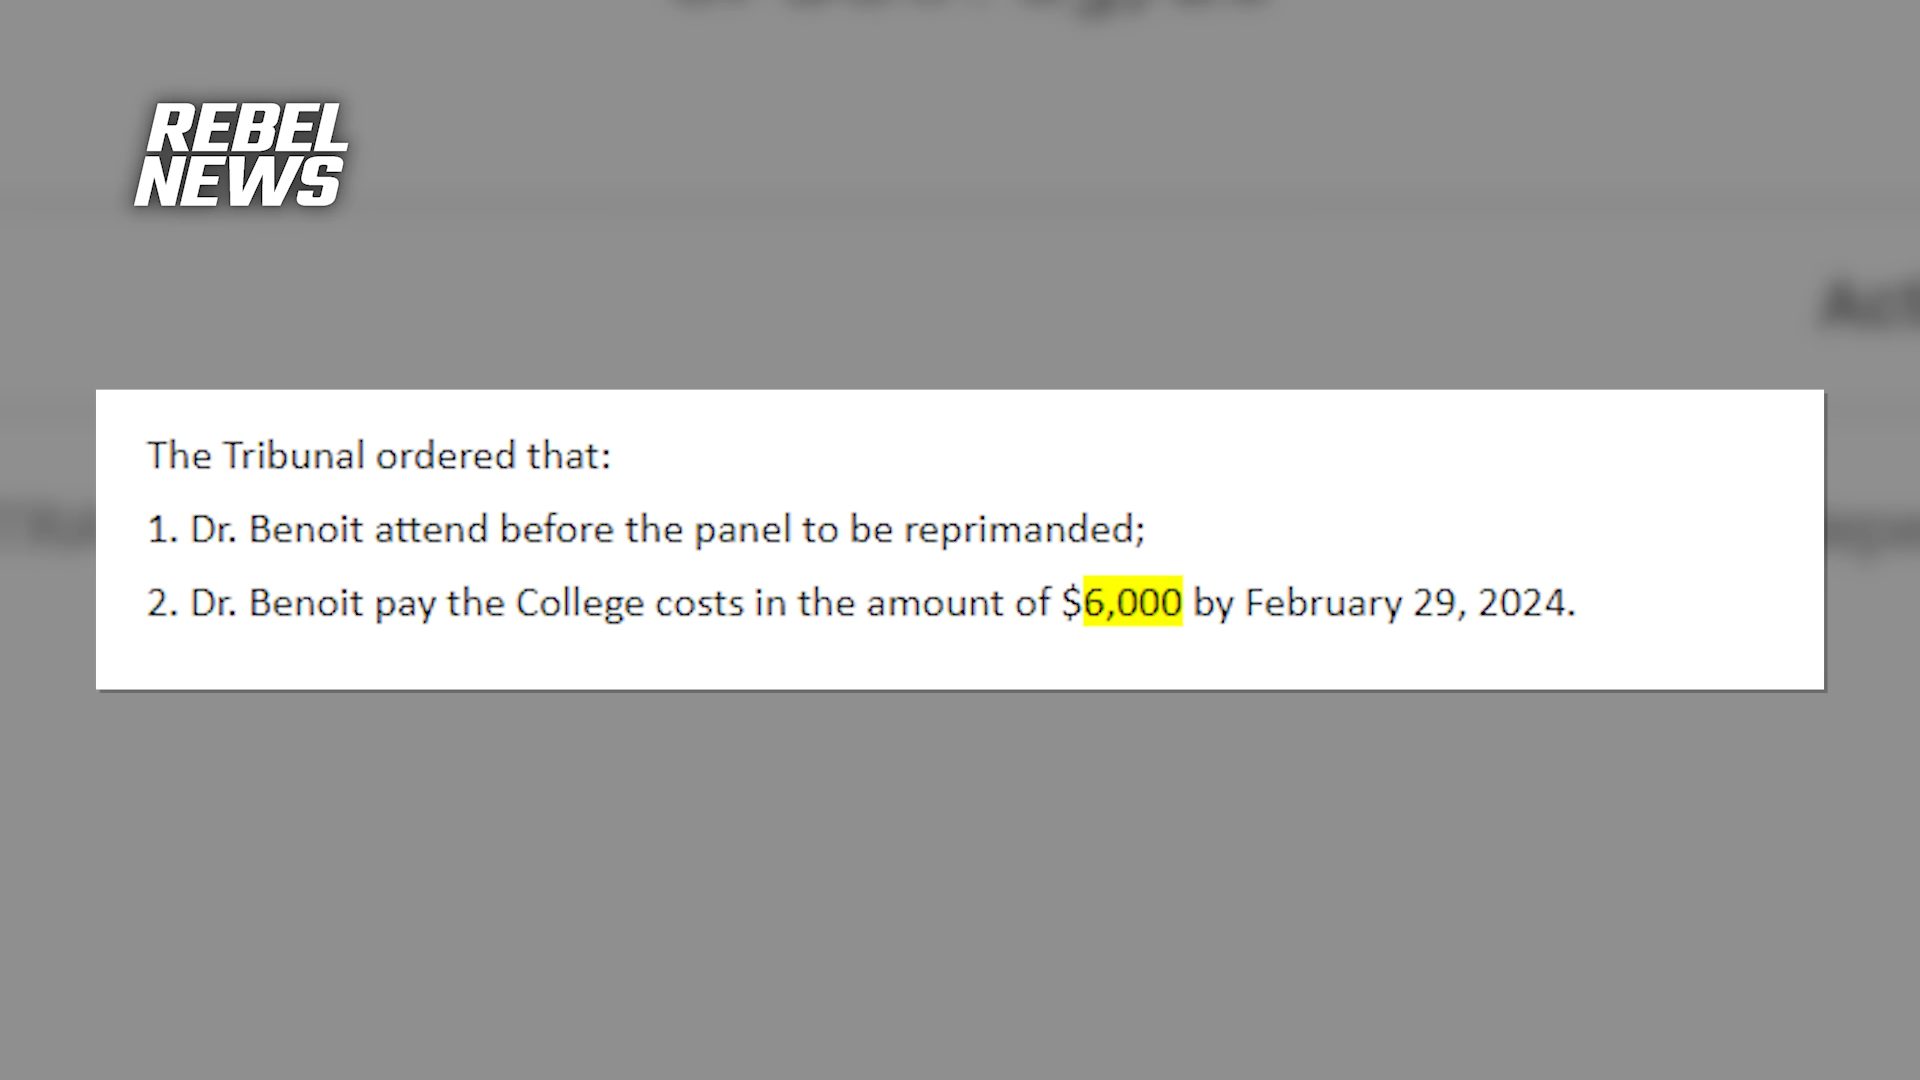 REBEL
NEWS
The Tribunal ordered that:
1. Dr. Benoit attend before the panel to be reprimanded;
2. Dr. Benoit pay the College costs in the amount of $6,000 by February 29, 2024.